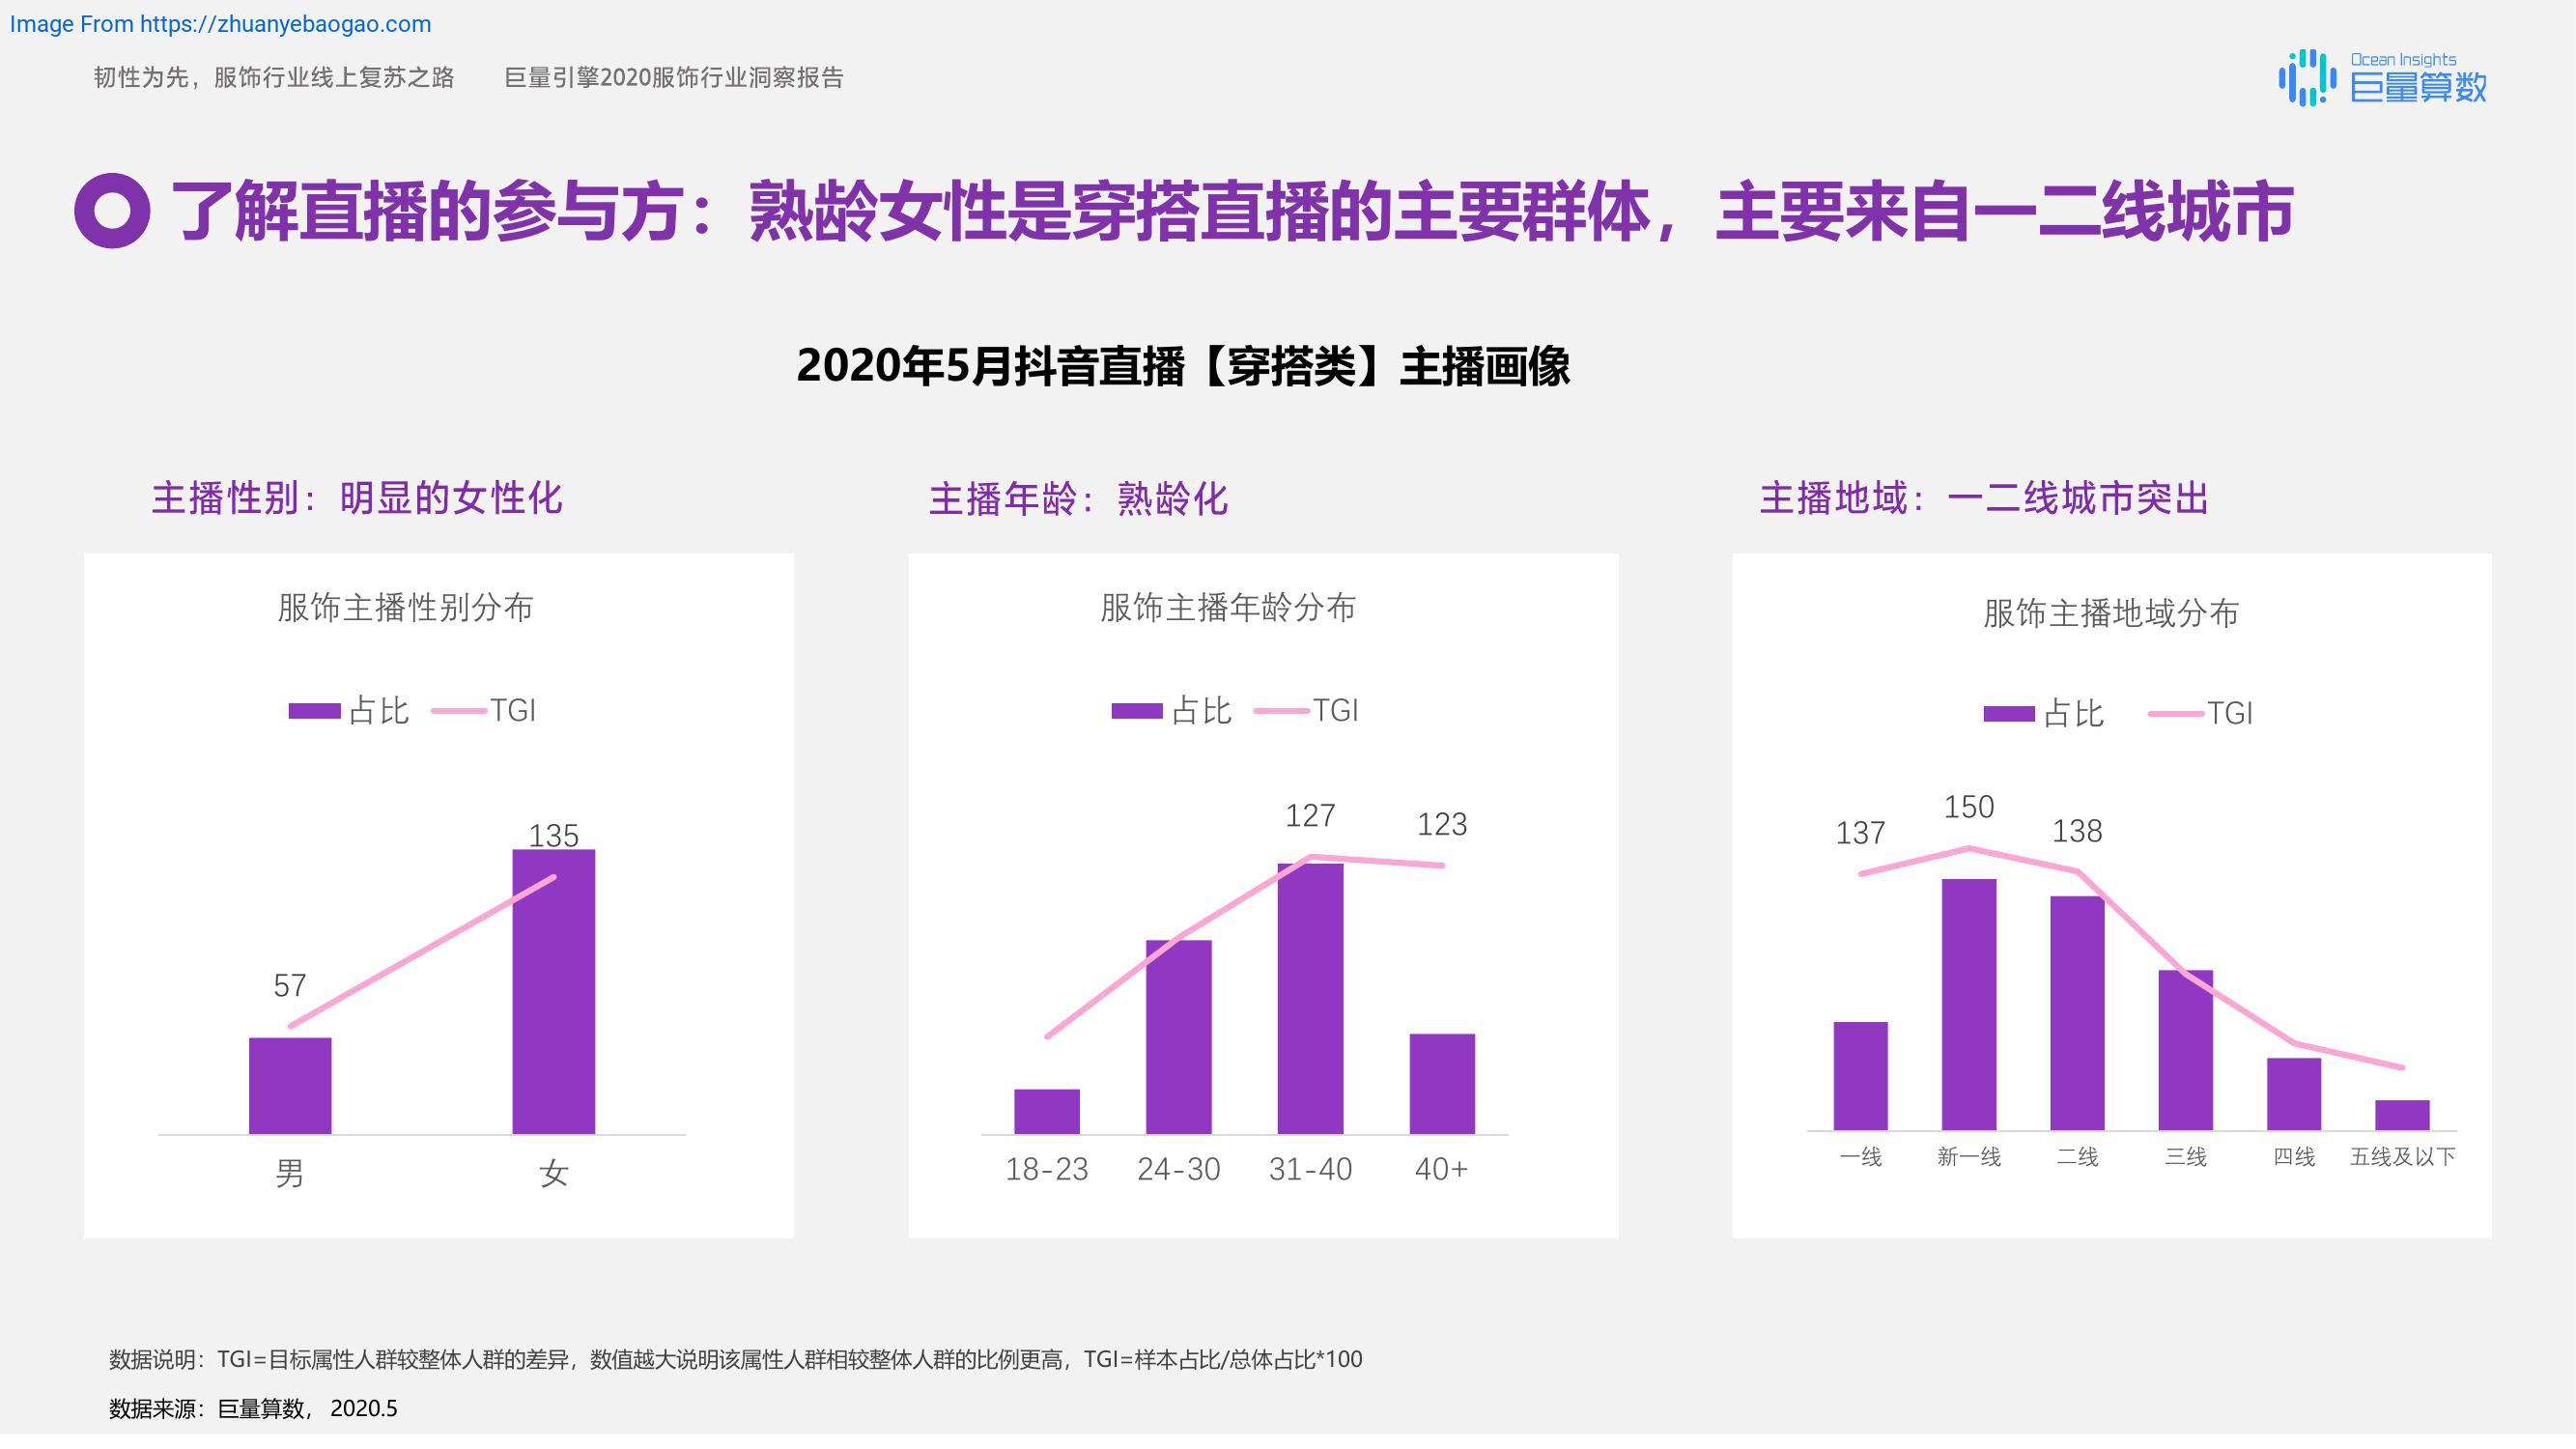 Image From https://zhuanyebaogao.com
韧性为先，服饰行业线上复苏之路 巨量引擎2020服饰行业洞察报告
Ocean Insights
巨量算数
了解直播的参与方：熟龄女性是穿搭直播的主要群体，主要来自一二线城市
2020年5月抖音直播【穿搭类】主播画像
主播性别：明显的女性化
服饰主播性别分布
占比 TGI
135
57
男 女
主播年龄：熟龄化
服饰主播年龄分布
占比 TGI
127 123
18-23 24-30 31-40 40+
主播地域：一二线城市突出
服饰主播地域分布
占比 TGI
137 150 138
一线 新一线 二线 三线 四线 五线及以下
数据说明：TGI=目标属性人群较整体人群的差异，数值越大说明该属性人群相较整体人群的比例更高，TGI=样本占比/总体占比*100
数据来源：巨量算数， 2020.5